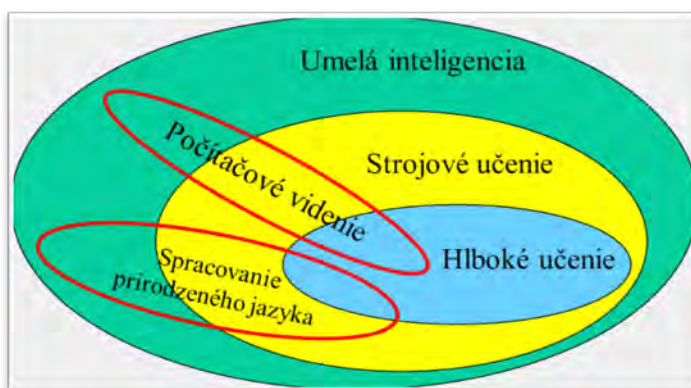 Umelá inteligencia
Počítačové videnie
Strojové učenie
Hlboké učenie
Spracovanie
prirodzeného jazyka